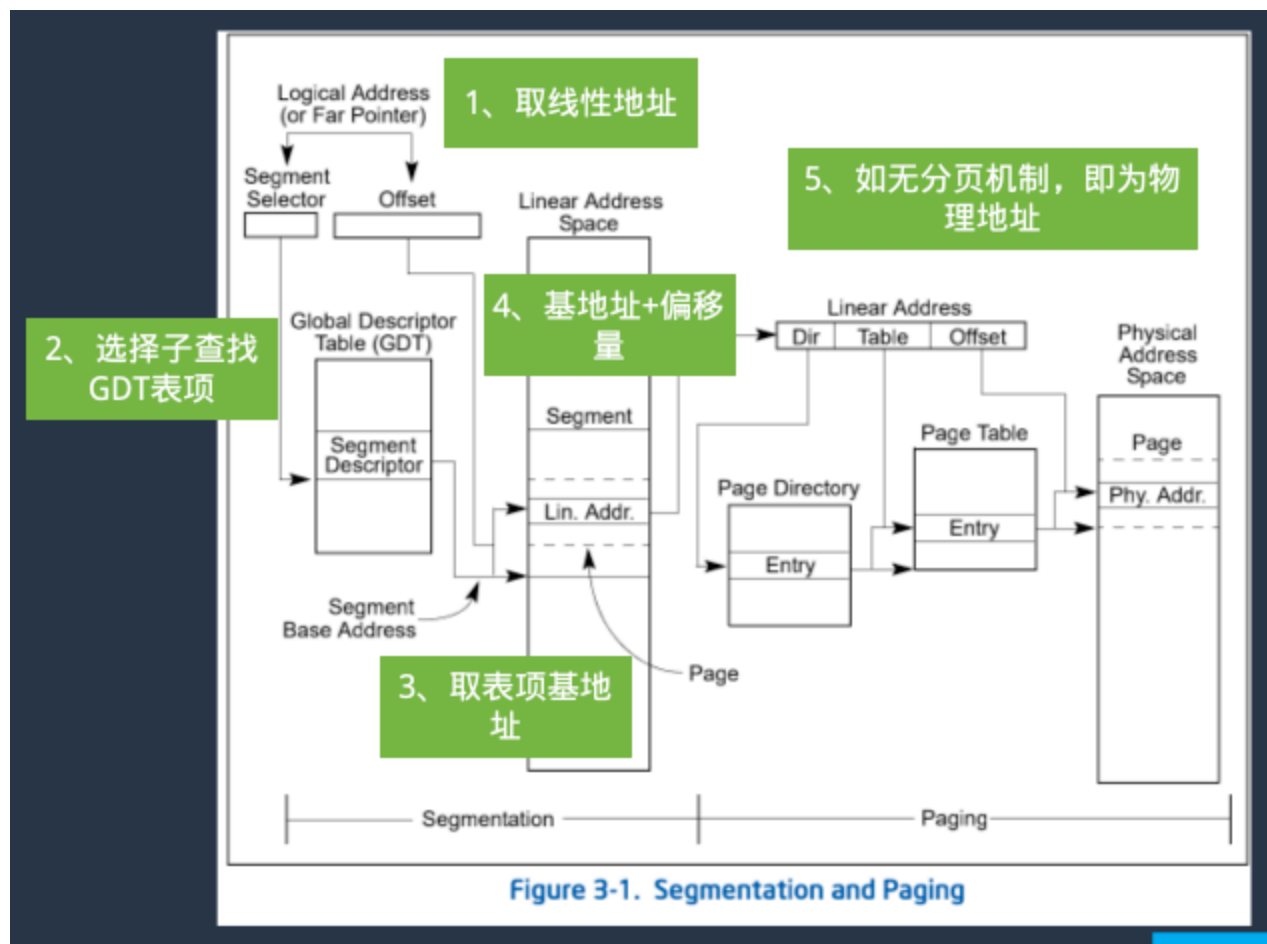 Logical Address
(or Far Pointer)
1、取线性地址
Segment
Selector
Offset
Linear Address
Space
5、如无分页机制，即为物
理地址
2、选择子查找
GDT表项
Global Descriptor
Table (GDT)
4、基地址+偏移
量
Linear Address
Dir
Table
Offset
Physical
Address
Space
Segment
Descriptor
Segment
Lin. Addr.
Page Table
Entry
Page
Phy. Addr.
Page Directory
Entry
Segment
Base Address
3、取表项基地
址
Page
Segmentation
Paging
Figure 3-1. Segmentation and Paging